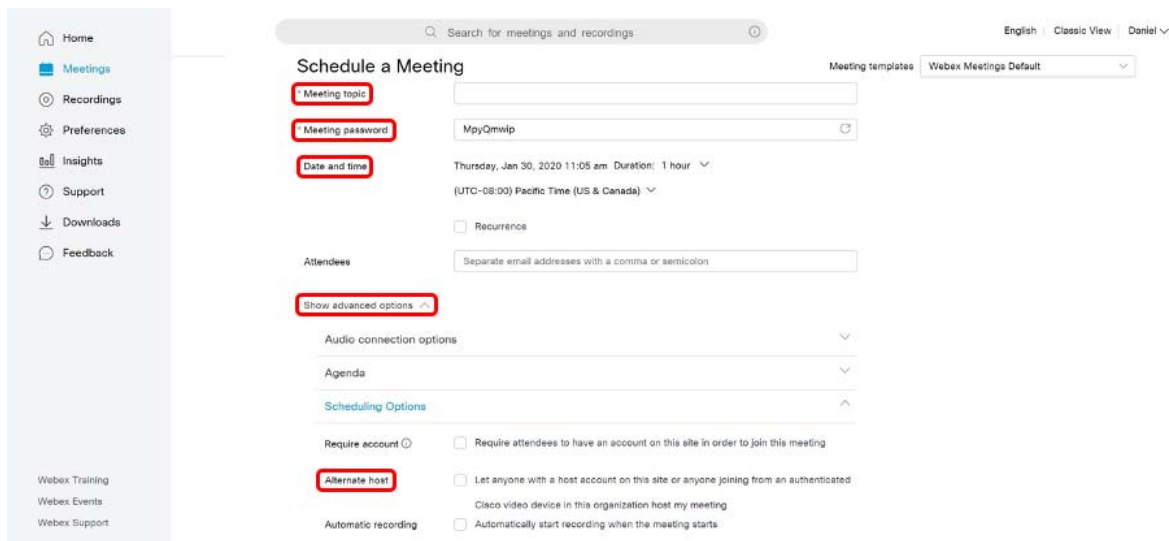 Home
Meetings
Recordings
Preferences
Insights
Support
Downloads
Feedback
Webex Training
Webex Events
Webex Support
Search for meetings and recordings
English Classic View Daniel
Schedule a Meeting
Meeting templates Webex Meetings Default
* Meeting topic
* Meeting password MpyQmwip
Date and time Thursday, Jan 30, 2020 11:05 am Duration: 1 hour
(UTC-08:00) Pacific Time (US & Canada)
Recurrence
Attendees Separate email addresses with a comma or semicolon
Show advanced options
Audio connection options
Agenda
Scheduling Options
Require account Require attendees to have an account on this site in order to join this meeting
Alternate host Let anyone with a host account on this site or anyone joining from an authenticated
Cisco video device in this organization host my meeting
Automatic recording Automatically start recording when the meeting starts